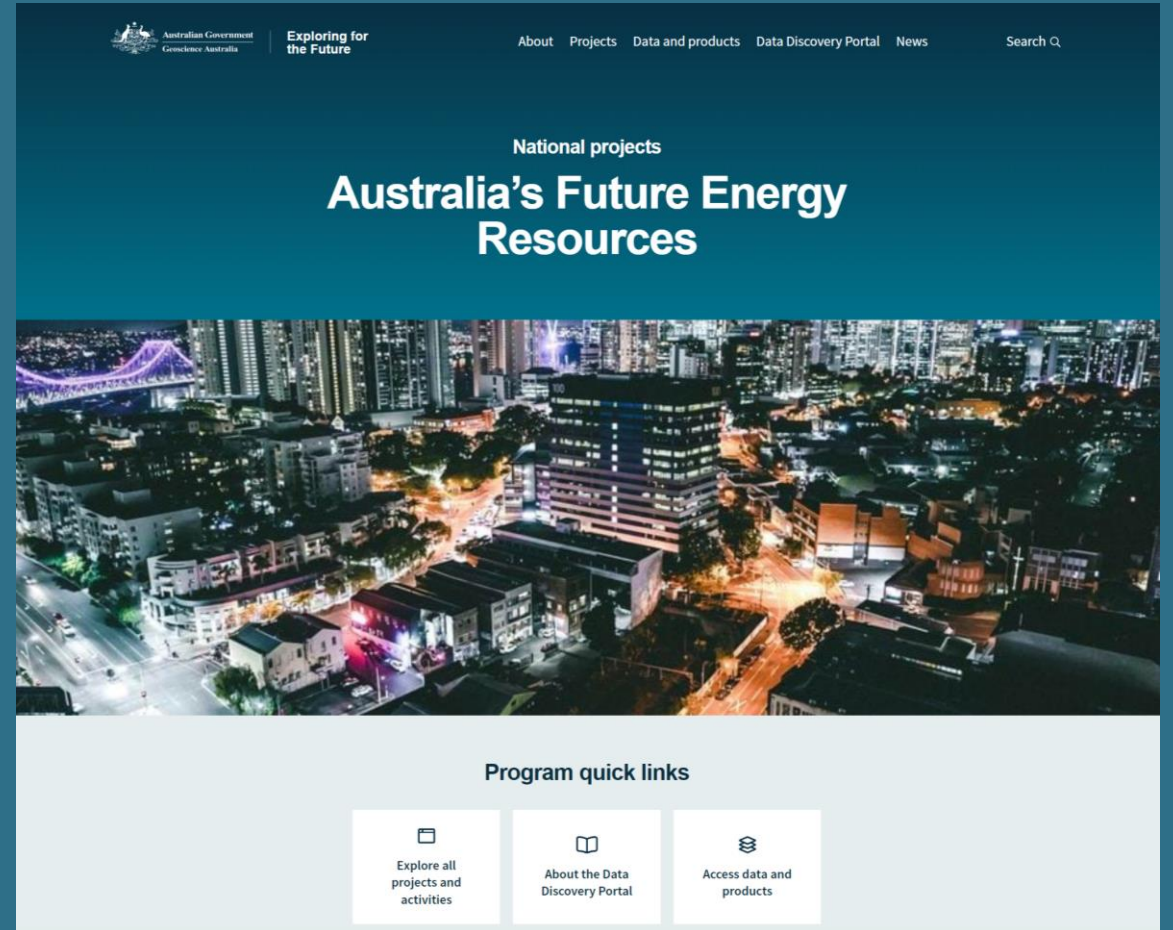 Australian Government
Geoscience Australia
Exploring for
the Future
About Projects Data and products Data Discovery Portal News Search
National projects
Australia's Future Energy
Resources
Program quick links
Explore all
projects and
activities
About the Data
Discovery Portal
Access data and
products